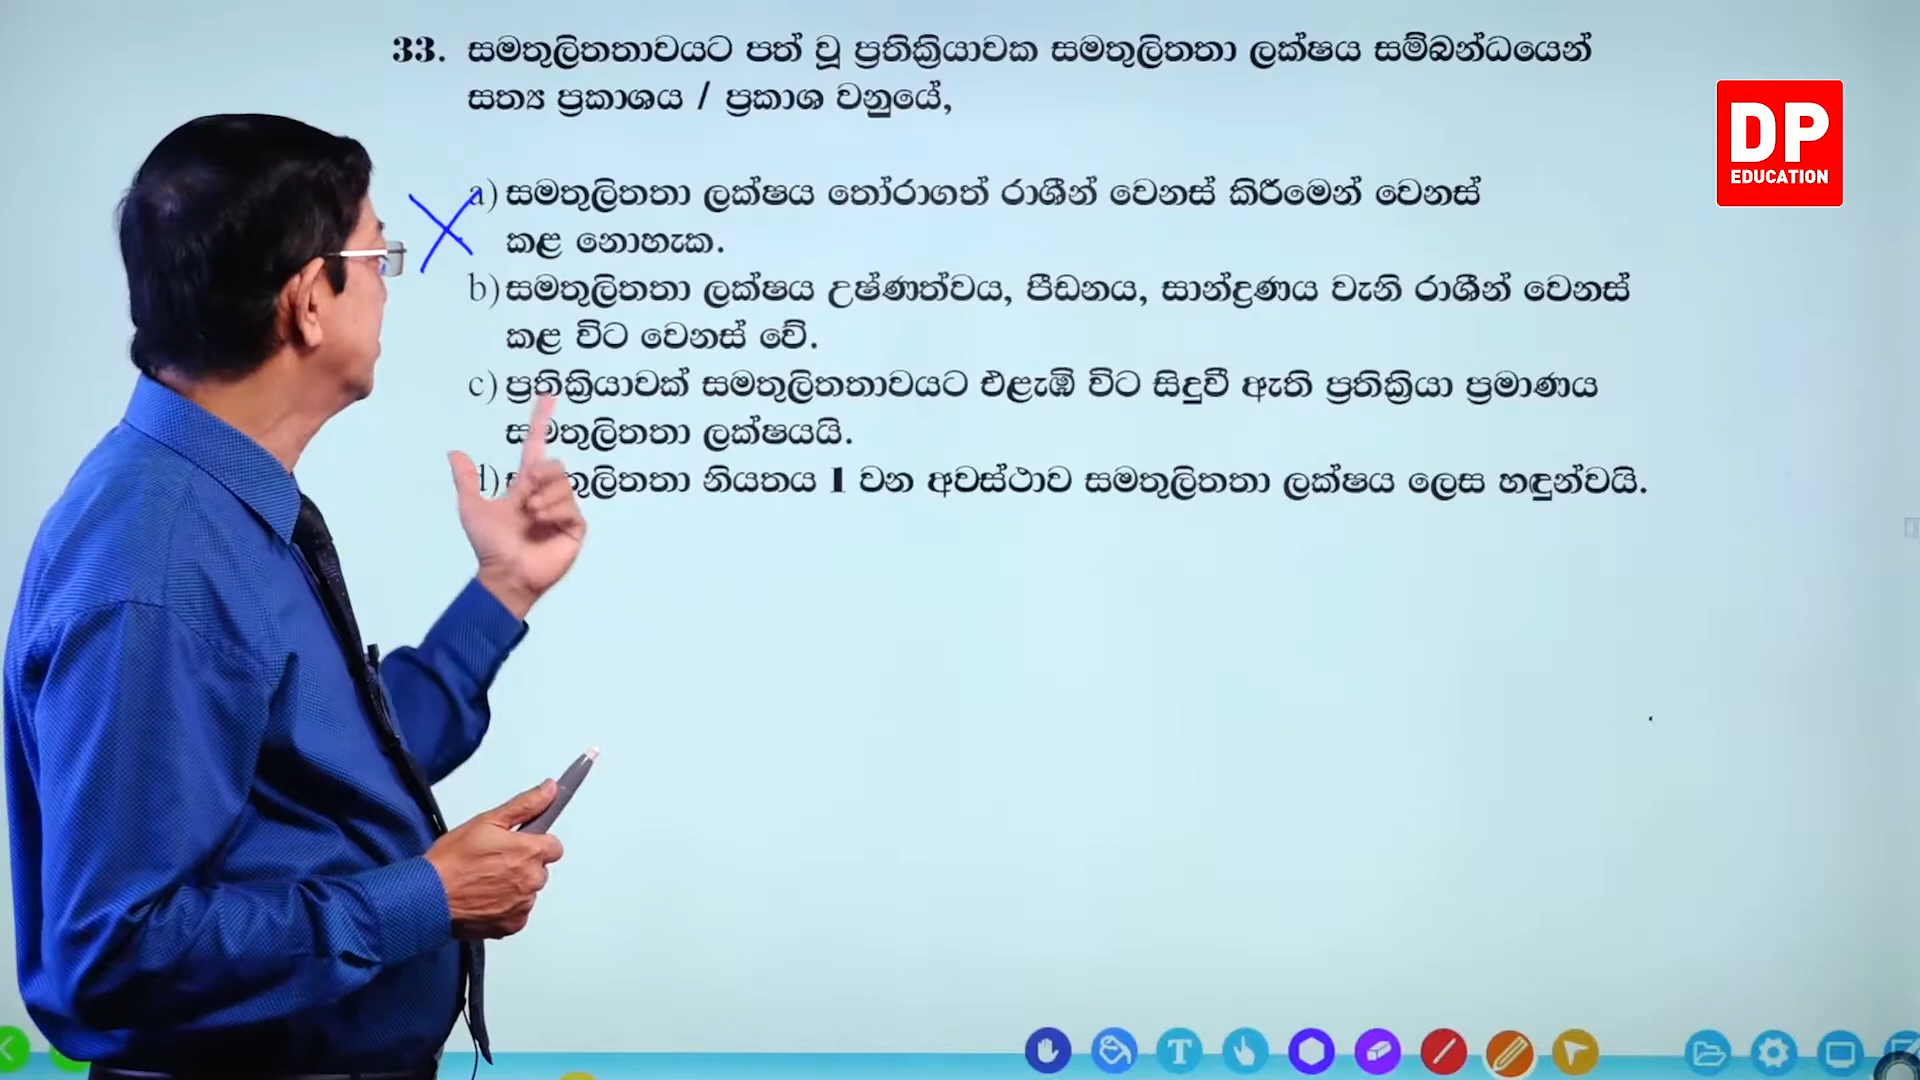 33. සමතුලිතතාවයට පත් වූ ප්‍රතික්‍රියාවක සමතුලිතතා ලක්ෂය සම්බන්ධයෙන්
සත්‍ය ප්‍රකාශය / ප්‍රකාශ වනුයේ,
DP
EDUCATION
a) සමතුලිතතා ලක්ෂය තෝරාගත් රාශීන් වෙනස් කිරීමෙන් වෙනස්
කළ නොහැක.
b) සමතුලිතතා ලක්ෂය උෂ්ණත්වය, පීඩනය, සාන්ද්‍රණය වැනි රාශීන් වෙනස්
කළ විට වෙනස් වේ.
c) ප්‍රතික්‍රියාවක් සමතුලිතතාවයට එළැඹි විට සිදුවී ඇති ප්‍රතික්‍රියා ප්‍රමාණය
සමතුලිතතා ලක්ෂයයි.
d) සමතුලිතතා නියතය 1 වන අවස්ථාව සමතුලිතතා ලක්ෂය ලෙස හඳුන්වයි.
T